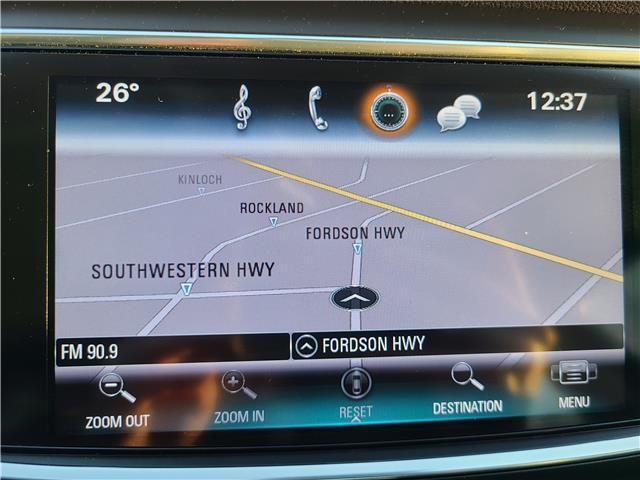 26°
...
12:37
KINLOCH
ROCKLAND
FORDSON HWY
SOUTHWESTERN HWY
FM 90.9
FORDSON HWY
ZOOM OUT
ZOOM IN
RESET
DESTINATION
MENU